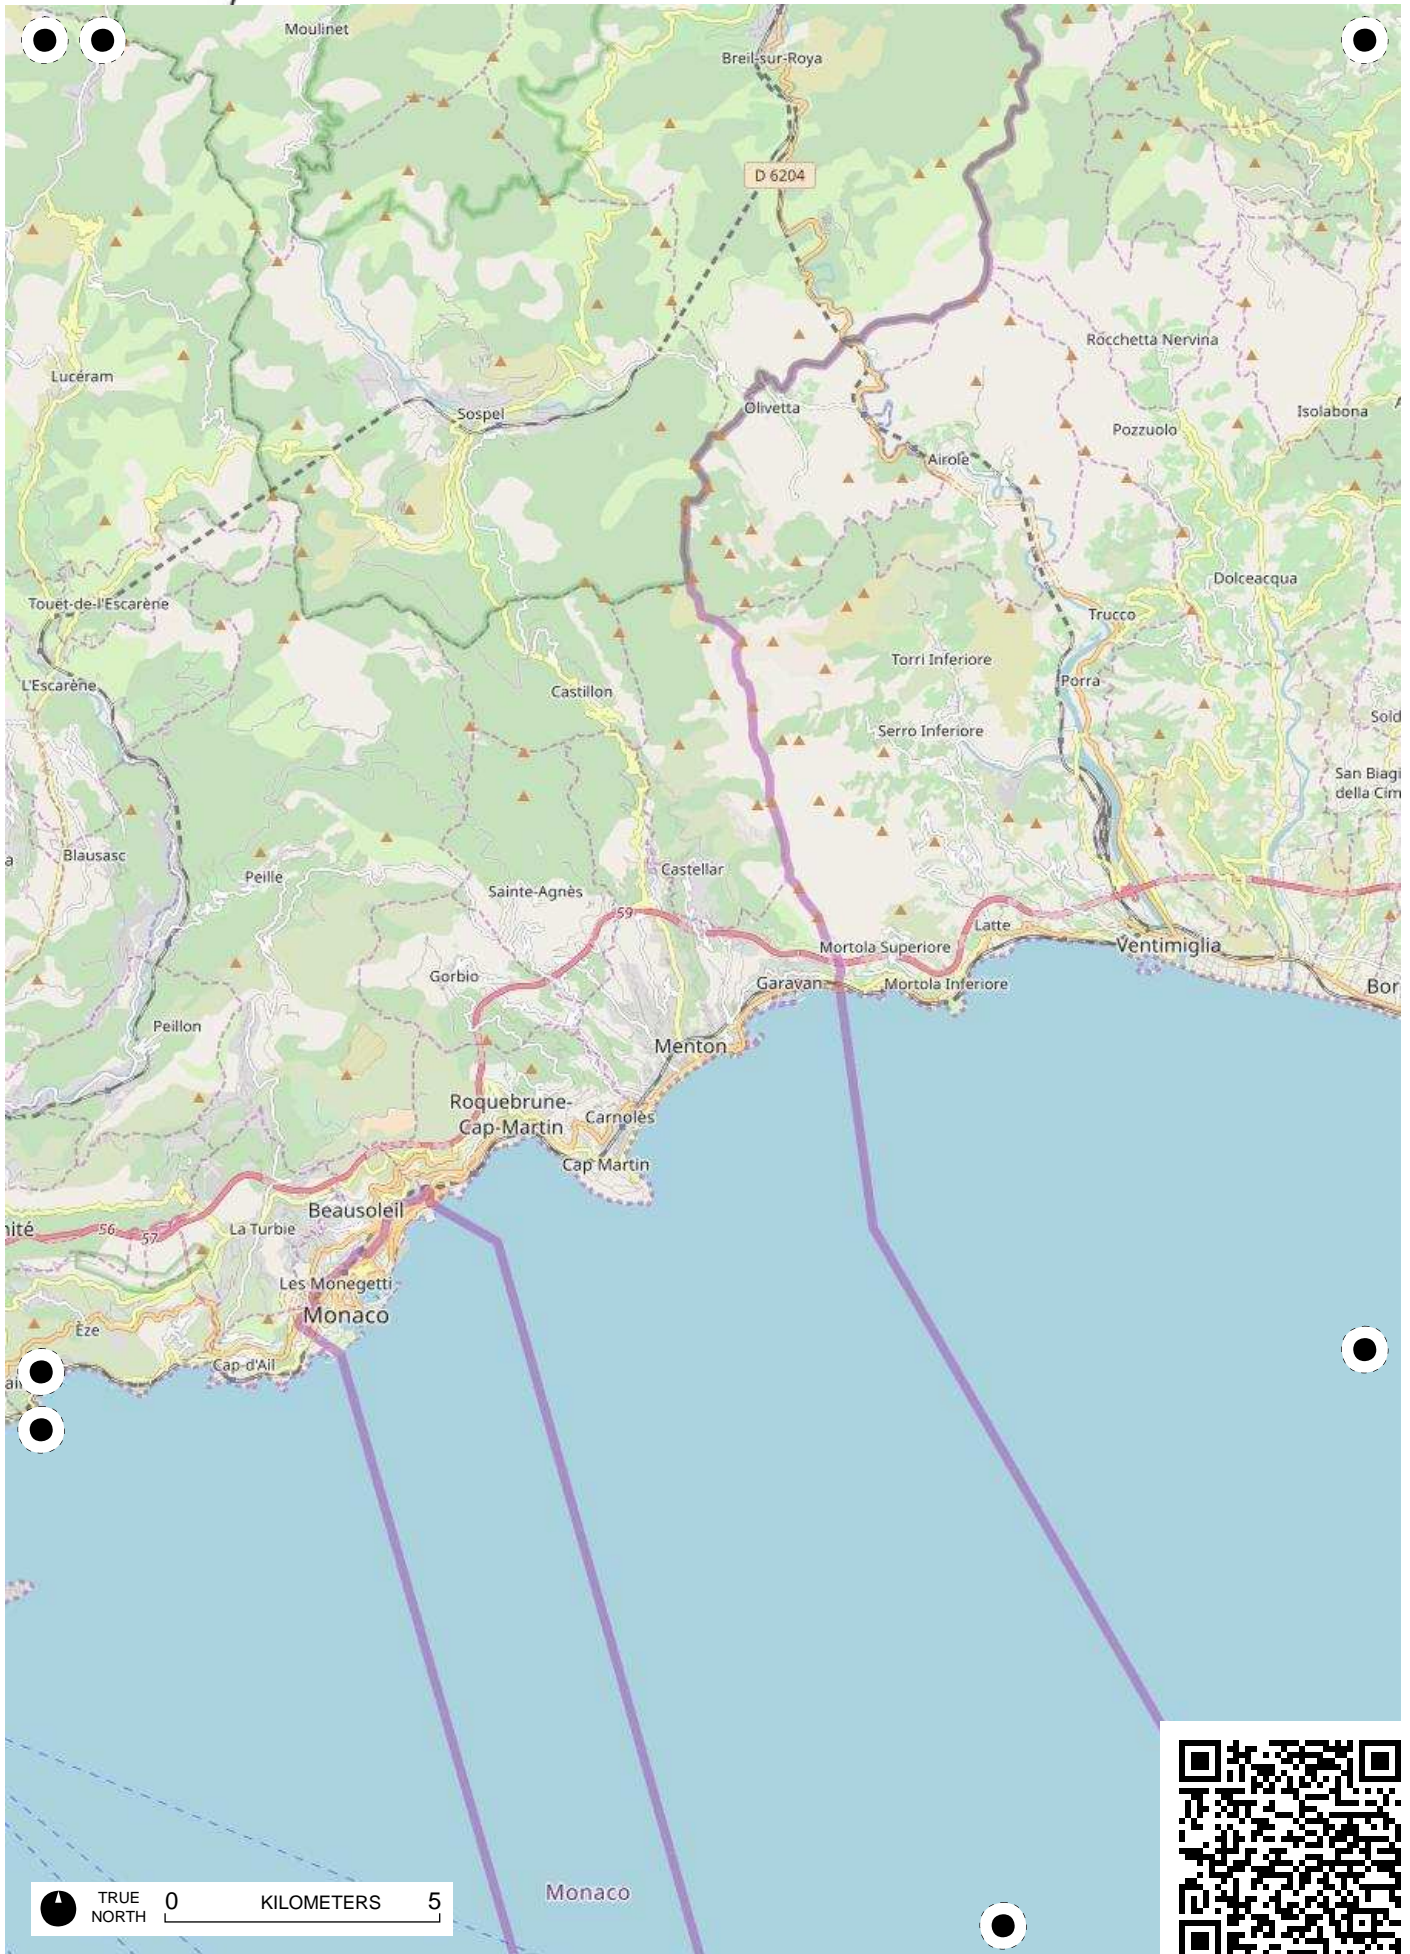 Moulinet
Breil-sur-Roya
D 6204
Rocchetta Nervina
Lucéram
Olivetta
Isolabona
Sospel
Pozzuolo
Airole
Dolceacqua
Touët-de-l'Escarène
Trucco
Torri Inferiore
L'Escarène
Porra
Castillon
Sold
Serro Inferiore
San Biagi
della Cim
Blausasc
Peille
Castellar
Sainte-Agnès
59
Latte
Mortola Superiore
Ventimiglia
Gorbio
Garavan
Mortola Inferiore
Bor
Peillon
Menton
Roquebrune-
Cap-Martin
Carnolès
Cap Martin
Beausoleil
nité
56
57
La Turbie
Les Monegetti
Monaco
Èze
Cap-d'Ail
Monaco
TRUE
NORTH
0 KILOMETERS 5